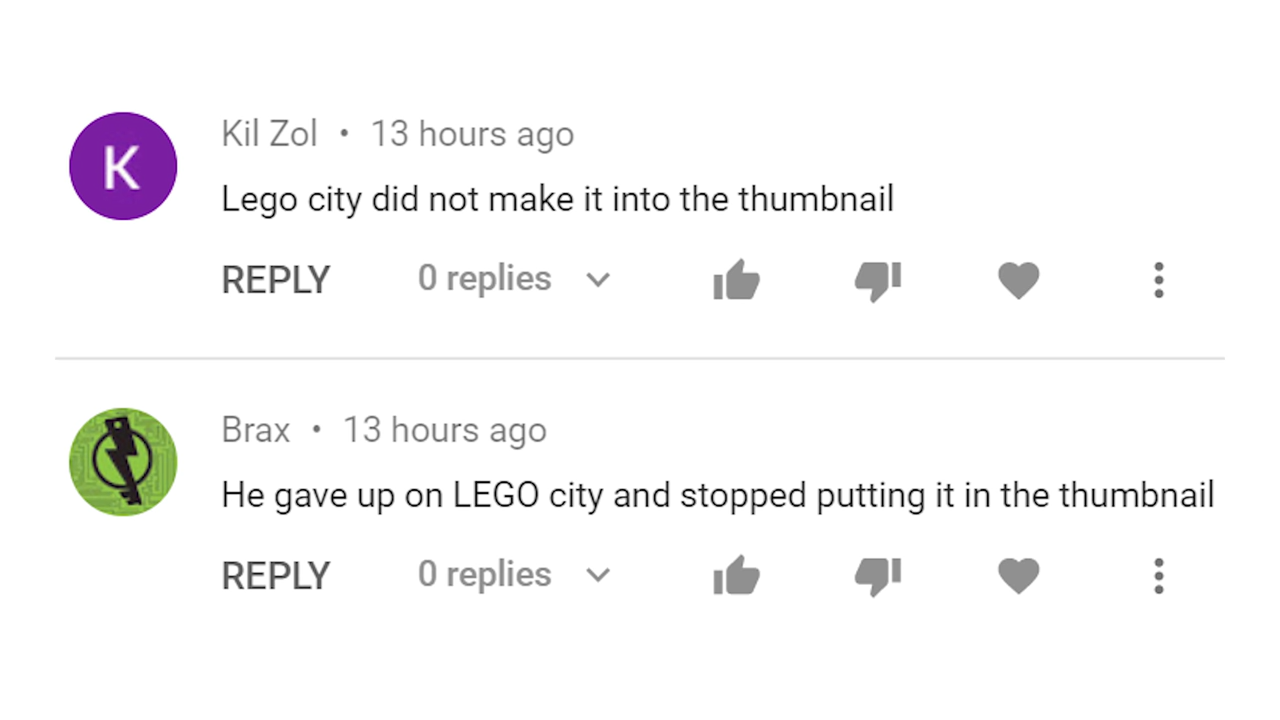 K
Kil Zol • 13 hours ago
Lego city did not make it into the thumbnail
REPLY 0 replies
Brax • 13 hours ago
He gave up on LEGO city and stopped putting it in the thumbnail
REPLY 0 replies